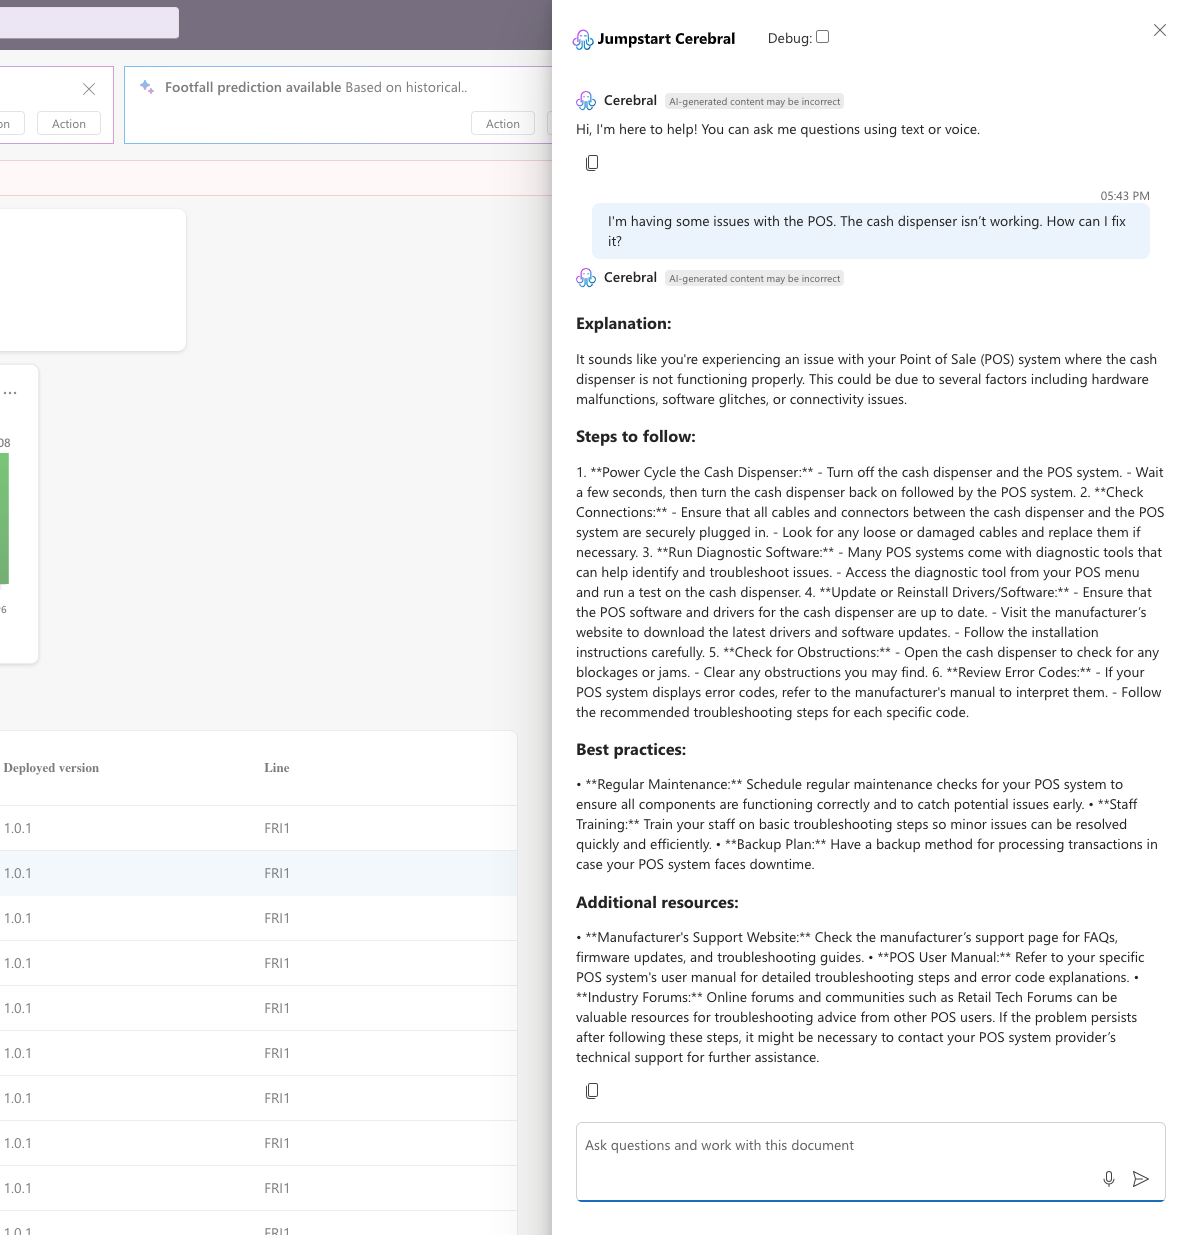 on
Action
Footfall prediction available Based on historical..
Action
08
Deployed version
Line
1.0.1
FRI1
1.0.1
FRI1
1.0.1
FRI1
1.0.1
FRI1
1.0.1
FRI1
1.0.1
FRI1
1.0.1
FRI1
1.0.1
FRI1
1.0.1
FRI1
1.0.1
FRI1
Jumpstart Cerebral
Debug:
Cerebral
AI-generated content may be incorrect
Hi, I'm here to help! You can ask me questions using text or voice.
05:43 PM
I'm having some issues with the POS. The cash dispenser isn't working. How can I fix
it?
Cerebral
AI-generated content may be incorrect
Explanation:
It sounds like you're experiencing an issue with your Point of Sale (POS) system where the cash
dispenser is not functioning properly. This could be due to several factors including hardware
malfunctions, software glitches, or connectivity issues.
Steps to follow:
1. **Power Cycle the Cash Dispenser:** - Turn off the cash dispenser and the POS system. - Wait
a few seconds, then turn the cash dispenser back on followed by the POS system. 2. **Check
Connections:** - Ensure that all cables and connectors between the cash dispenser and the POS
system are securely plugged in. - Look for any loose or damaged cables and replace them if
necessary. 3. **Run Diagnostic Software:** - Many POS systems come with diagnostic tools that
can help identify and troubleshoot issues. - Access the diagnostic tool from your POS menu
and run a test on the cash dispenser. 4. **Update or Reinstall Drivers/Software:** - Ensure that
the POS software and drivers for the cash dispenser are up to date. - Visit the manufacturer's
website to download the latest drivers and software updates. - Follow the installation
instructions carefully. 5. **Check for Obstructions:** - Open the cash dispenser to check for any
blockages or jams. - Clear any obstructions you may find. 6. **Review Error Codes:** - If your
POS system displays error codes, refer to the manufacturer's manual to interpret them. - Follow
the recommended troubleshooting steps for each specific code.
Best practices:
• **Regular Maintenance:** Schedule regular maintenance checks for your POS system to
ensure all components are functioning correctly and to catch potential issues early. • **Staff
Training:** Train your staff on basic troubleshooting steps so minor issues can be resolved
quickly and efficiently. • **Backup Plan:** Have a backup method for processing transactions in
case your POS system faces downtime.
Additional resources:
• **Manufacturer's Support Website:** Check the manufacturer's support page for FAQs,
firmware updates, and troubleshooting guides. • **POS User Manual:** Refer to your specific
POS system's user manual for detailed troubleshooting steps and error code explanations. •
**Industry Forums:** Online forums and communities such as Retail Tech Forums can be
valuable resources for troubleshooting advice from other POS users. If the problem persists
after following these steps, it might be necessary to contact your POS system provider's
technical support for further assistance.
Ask questions and work with this document